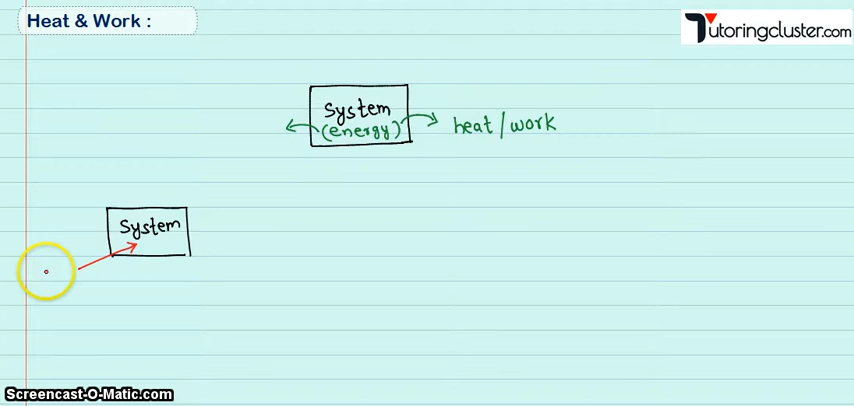 Heat & Work :
Tutoringcluster.com
System
(energy)
heat/work
System
Screencast-O-Matic.com